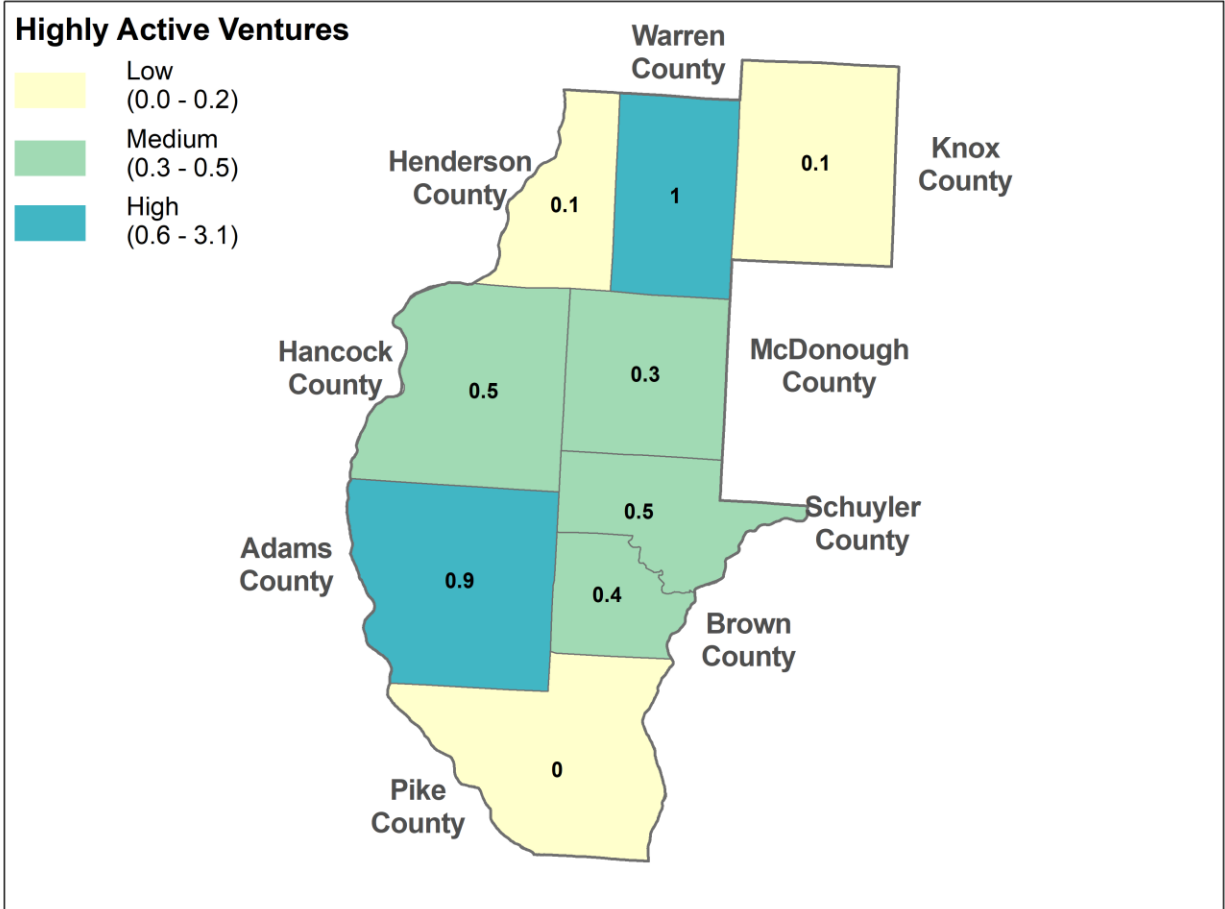 Highly Active Ventures
Low
(0.0 - 0.2)
Medium
(0.3 - 0.5)
High
(0.6 - 3.1)
Warren
County
Knox
County
0.1
Henderson
County
0.1
1
Hancock
County
0.5
0.3
McDonough
County
0.5
Schuyler
County
Adams
County
0.9
0.4
Brown
County
0
Pike
County